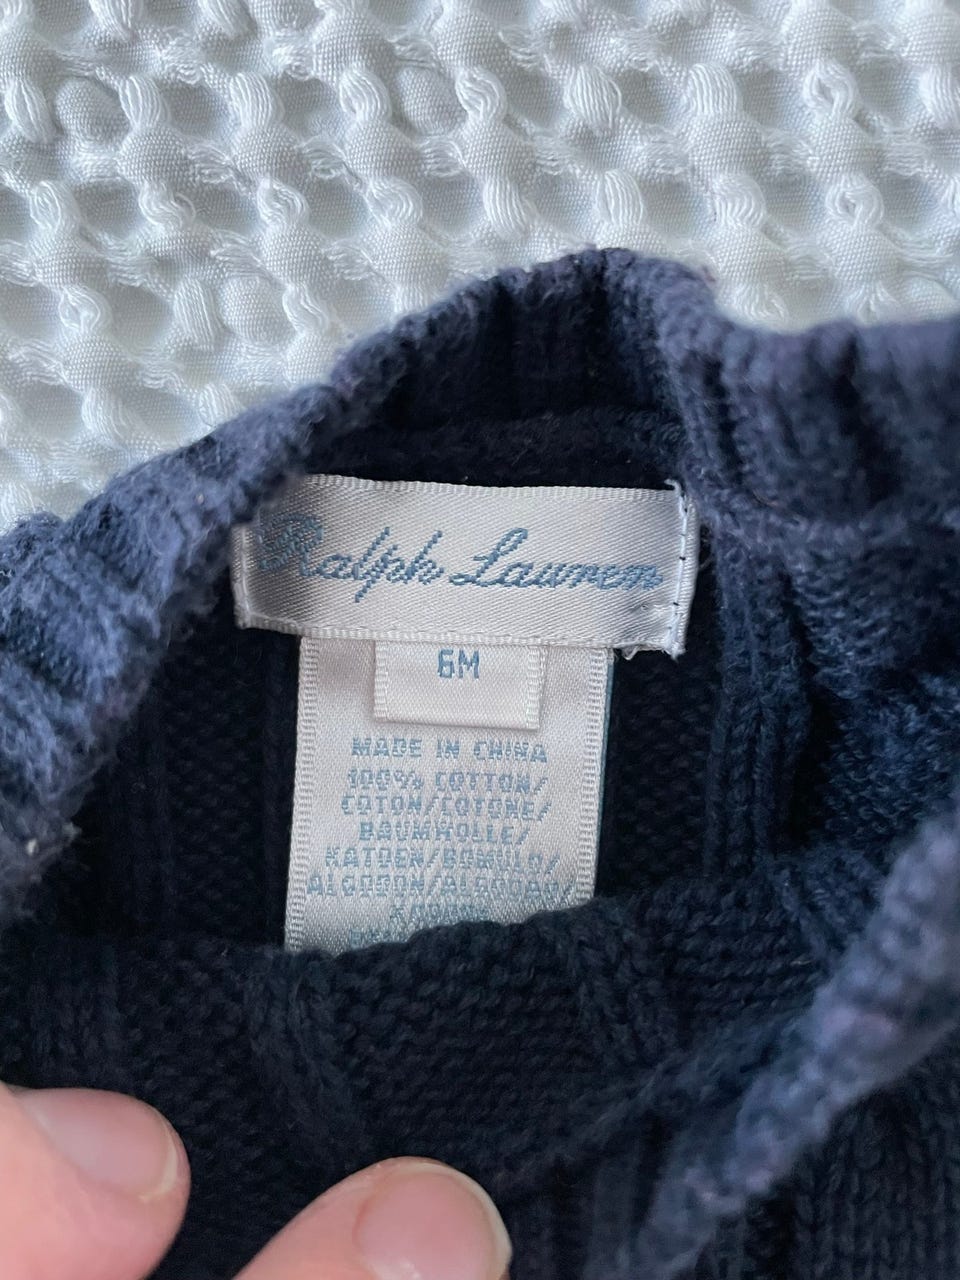 Ralph Lauren
6M
MADE IN CHINA
100% COTTON/
COTON/COTONE/
BAUMWOLLE/
KATOEN/BOMULD/
ALGODON/ALGODAO/